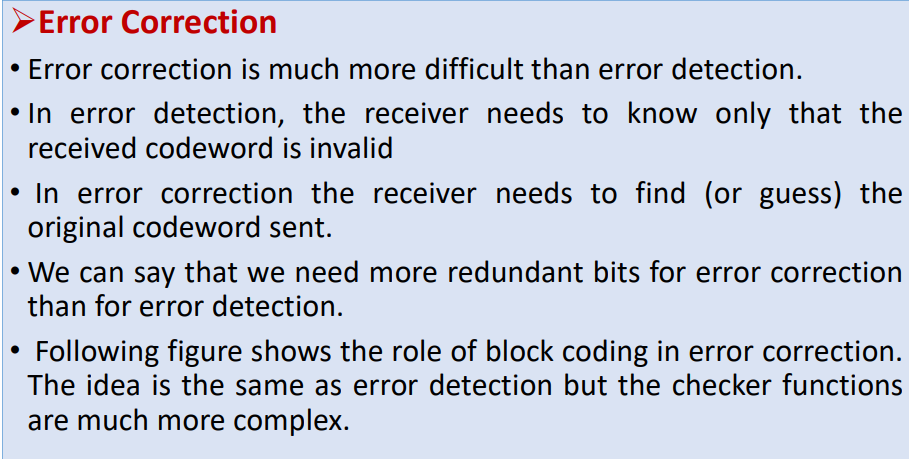 ➢Error Correction
• Error correction is much more difficult than error detection.
• In error detection, the receiver needs to know only that the
received codeword is invalid
• In error correction the receiver needs to find (or guess) the
original codeword sent.
• We can say that we need more redundant bits for error correction
than for error detection.
• Following figure shows the role of block coding in error correction.
The idea is the same as error detection but the checker functions
are much more complex.